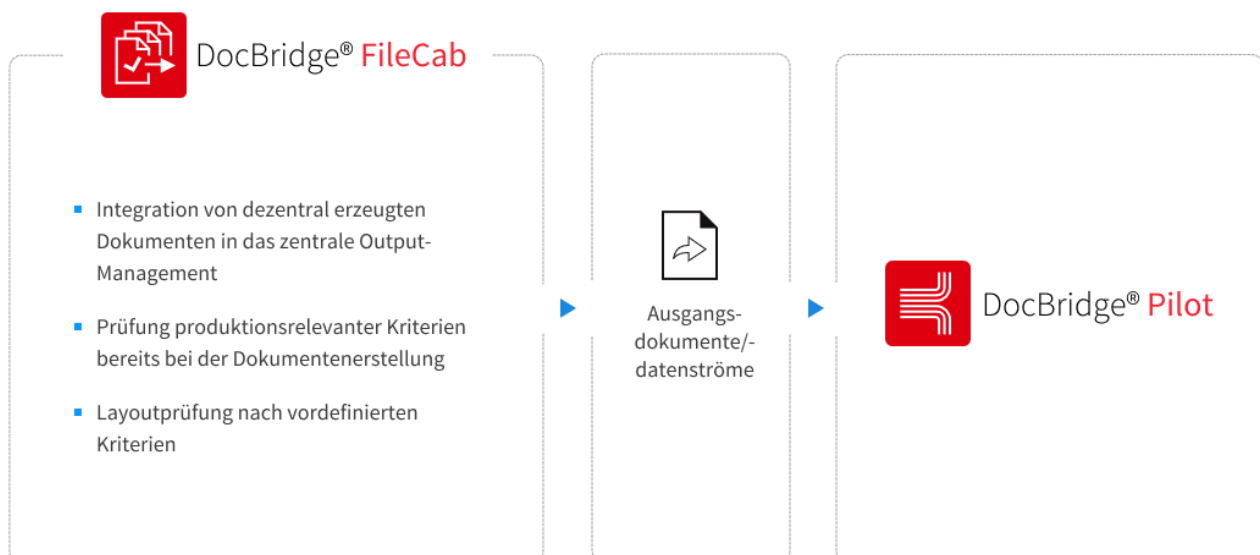 DocBridge® FileCab
Integration von dezentral erzeugten
Dokumenten in das zentrale Output-
Management
Prüfung produktionsrelevanter Kriterien
bereits bei der Dokumentenerstellung
Layoutprüfung nach vordefinierten
Kriterien
Ausgangs-
dokumente/-
datenströme
DocBridge® Pilot